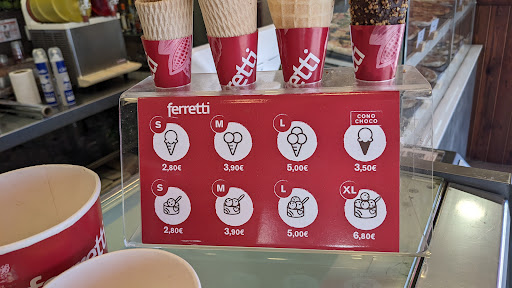 ferretti
ferretti
ferretti
S M L CONO
CHOCO
2,80€ 3,90€ 5,00€ 3,50€
S M L XL
2,80€ 3,90€ 5,00€ 6,80€